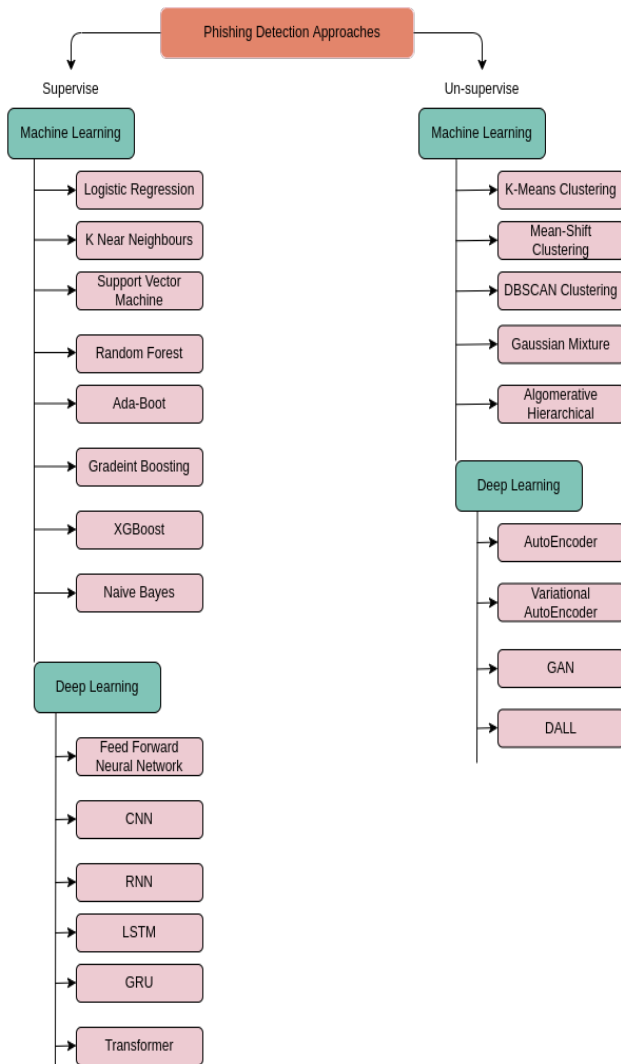 Phishing Detection Approaches
Supervise
Machine Learning
Logistic Regression
K Near Neighbours
Support Vector
Machine
Random Forest
Ada-Boot
Gradeint Boosting
XGBoost
Naive Bayes
Deep Learning
Feed Forward
Neural Network
CNN
RNN
LSTM
GRU
Transformer
Un-supervise
Machine Learning
K-Means Clustering
Mean-Shift
Clustering
DBSCAN Clustering
Gaussian Mixture
Algomerative
Hierarchical
Deep Learning
AutoEncoder
Variational
AutoEncoder
GAN
DALL